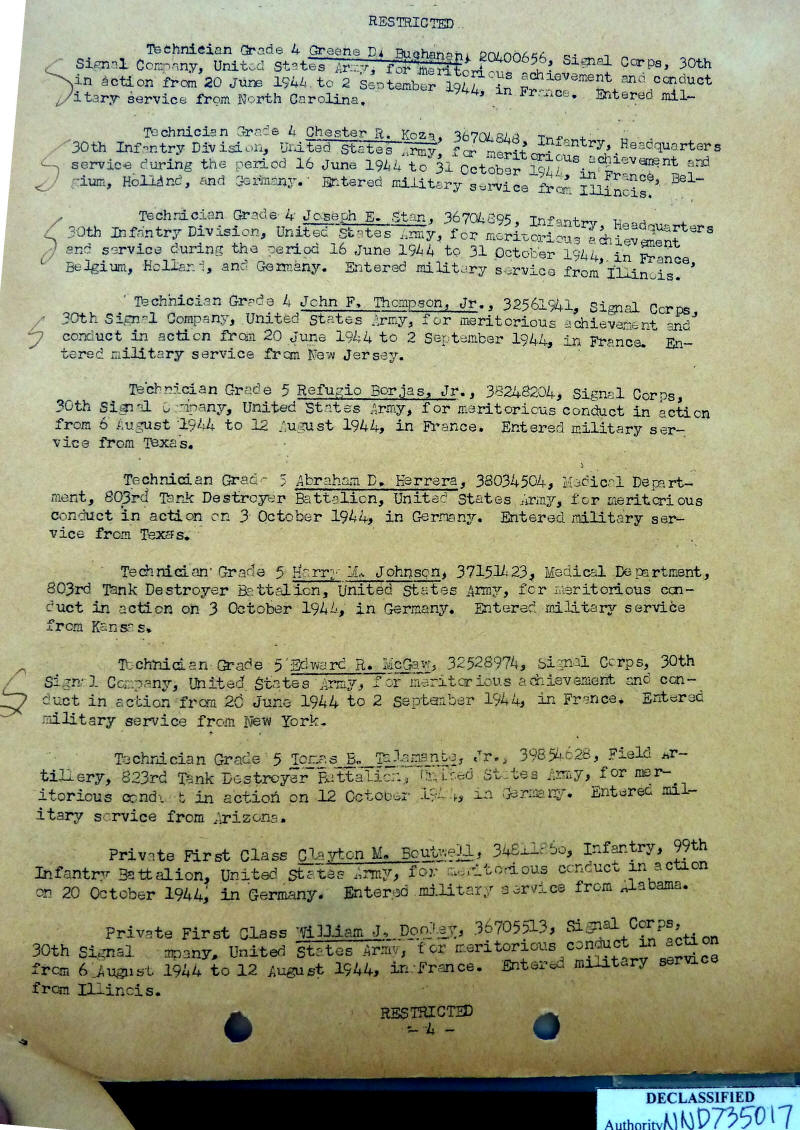 RESTRICTED
Technician Grade 4 Greene D. Buchanan, 20400656, Signal Corps, 30th
Signal Company, United States Army, for meritorious achievement and conduct
in action from 20 June 1944 to 2 September 1944, in France. Entered mil-
itary service from North Carolina.
Technician Grade 4 Chester R. Koza, 36704848, Infantry, Headquarters
30th Infantry Division, United States Army, for meritorious achievement and
service during the period 16 June 1944 to 31 October 1944, in France, Bel-
gium, Holland, and Germany. Entered military service from Illinois.
Technician Grade 4 Joseph E. Stan, 36704895, Infantry, Headquarters
30th Infantry Division, United States Army, for meritorious achievement
and service during the period 16 June 1944 to 31 October 1944, in France,
Belgium, Holland, and Germany. Entered military service from Illinois.
Technician Grade 4 John F. Thompson, Jr., 32561941, Signal Corps,
30th Signal Company, United States Army, for meritorious achievement and
conduct in action from 20 June 1944 to 2 September 1944, in France. En-
tered military service from New Jersey.
Technician Grade 5 Refugio Borjas, Jr., 38248204, Signal Corps,
30th Signal Company, United States Army, for meritorious conduct in action
from 6 August 1944 to 12 August 1944, in France. Entered military ser-
vice from Texas.
Technician Grade 5 Abraham D. Herrera, 38034504, Medical Depart-
ment, 803rd Tank Destroyer Battalion, United States Army, for meritorious
conduct in action on 3 October 1944, in Germany. Entered military ser-
vice from Texas.
Technician Grade 5 Harry M. Johnson, 37151423, Medical Department,
803rd Tank Destroyer Battalion, United States Army, for meritorious con-
duct in action on 3 October 1944, in Germany. Entered military service
from Kansas.
Technician Grade 5 Edward R. McGaw, 32528974, Signal Corps, 30th
Signal Company, United States Army, for meritorious achievement and con-
duct in action from 20 June 1944 to 2 September 1944, in France. Entered
military service from New York.
Technician Grade 5 Tomas B. Talamante, Jr., 39854628, Field Ar-
tillery, 823rd Tank Destroyer Battalion, United States Army, for mer-
itorious conduct in action on 12 October 1944, in Germany. Entered mil-
itary service from Arizona.
Private First Class Clayton M. Boutwell, 34811860, Infantry, 99th
Infantry Battalion, United States Army, for meritorious conduct in action
on 20 October 1944, in Germany. Entered military service from Alabama.
Private First Class William J. Donley, 36705513, Signal Corps,
30th Signal Company, United States Army, for meritorious conduct in action
from 6 August 1944 to 12 August 1944, in France. Entered military service
from Illinois.
RESTRICTED
- 4 -
DECLASSIFIED
Authority NND735017